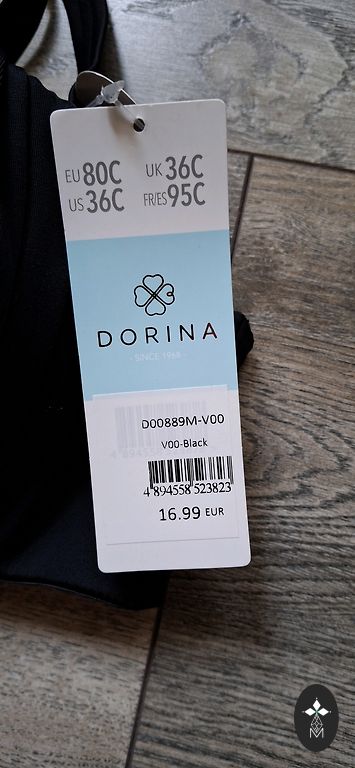 EU 80C UK 36C
US 36C FR/ES 95C
DORINA
- SINCE 1968 -
D00889M-V00
V00-Black
4 894558 523823
16.99 EUR
M